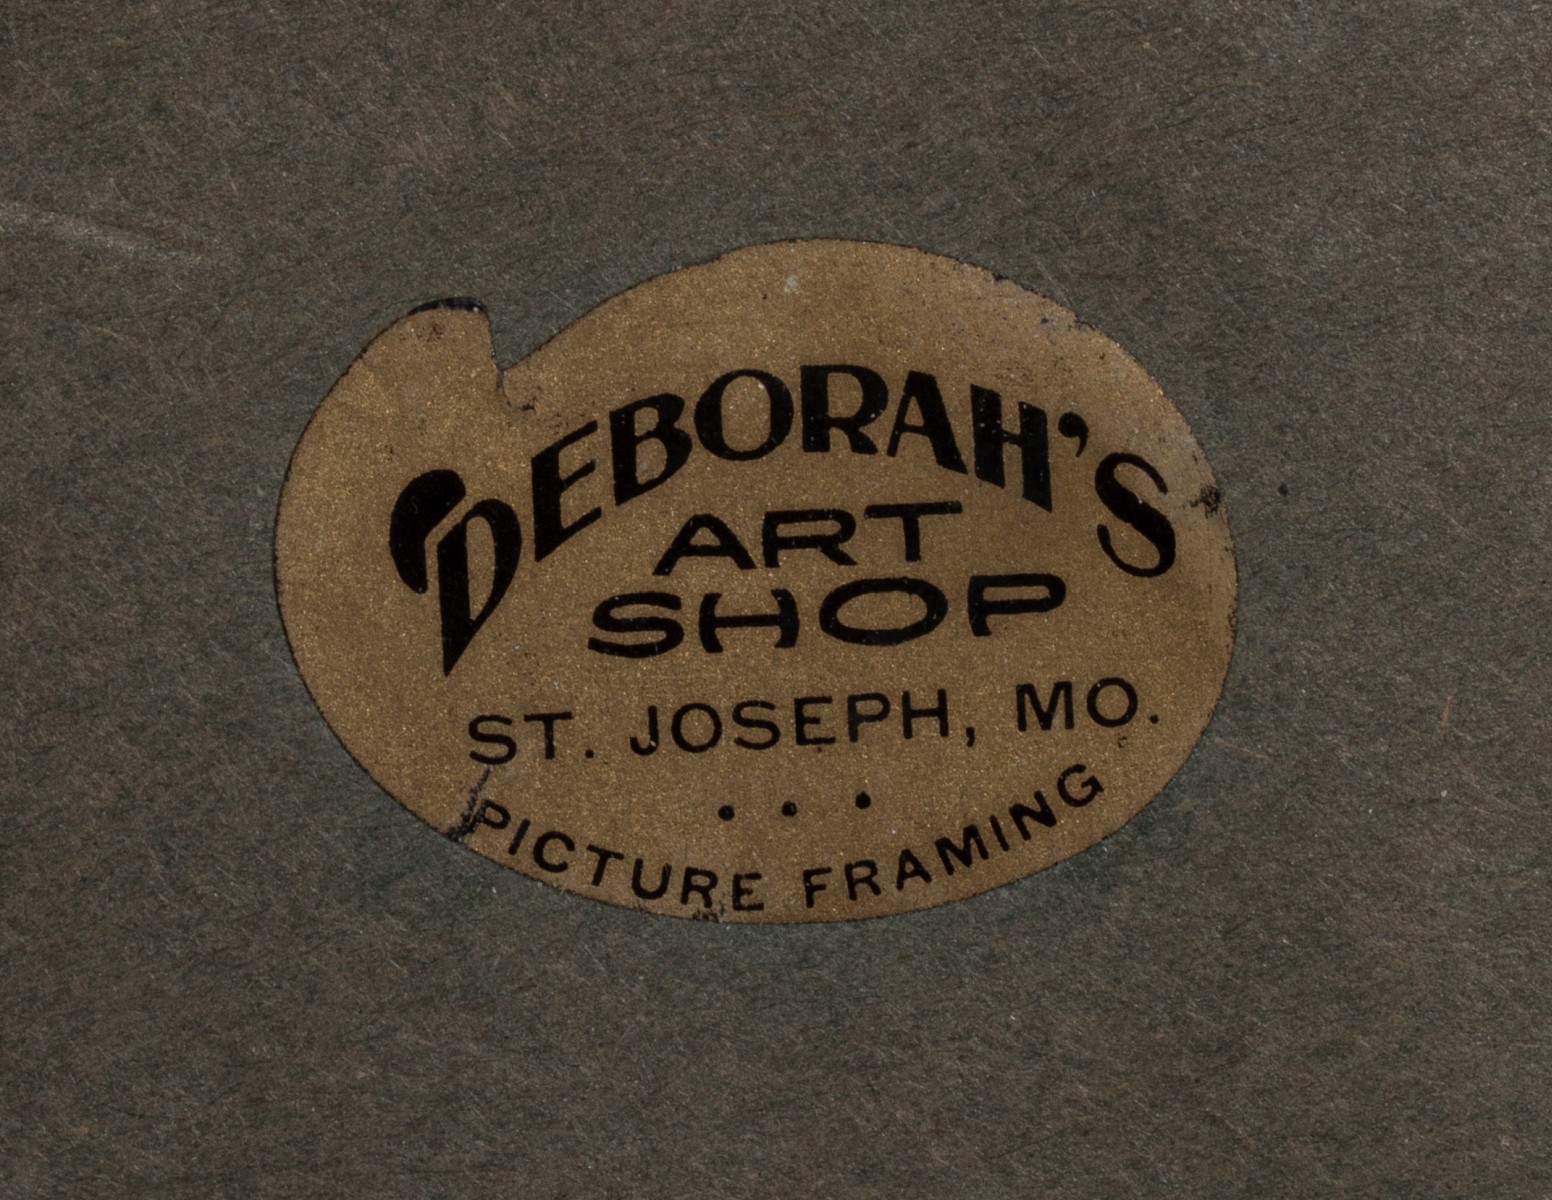 DEBORAH'S
ART
SHOP
ST. JOSEPH, MO.
• • •
PICTURE FRAMING